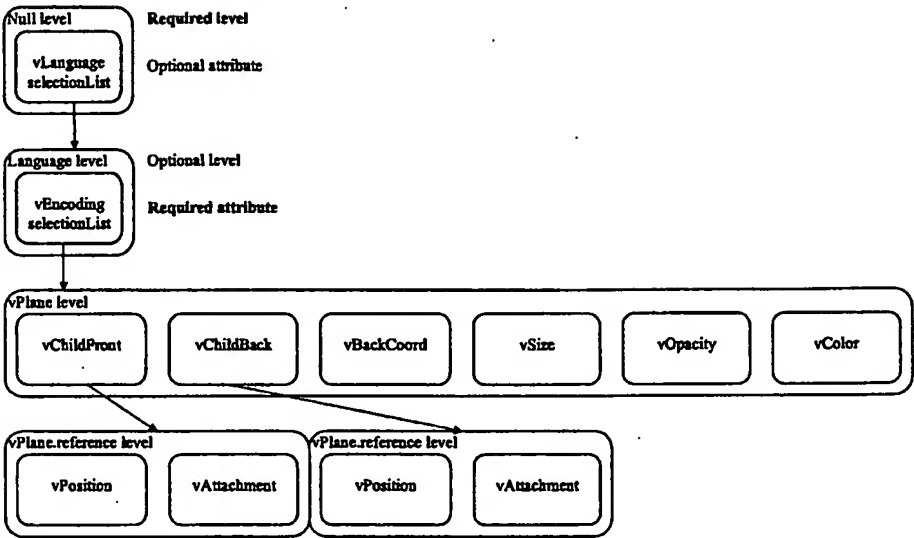 Null level Required level
vLanguage selectionList Optional attribute
Language level Optional level
vEncoding selectionList Required attribute
vPlane level
vChildFront vChildBack vBackCoord vSize vOpacity vColor
vPlane.reference level vPlane.reference level
vPosition vAttachment vPosition vAttachment